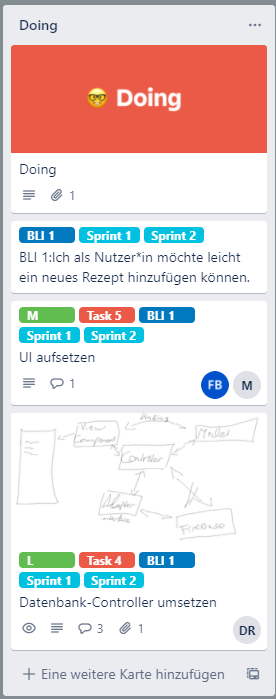 Doing
🤓 Doing
Doing
1
BLI 1 Sprint 1 Sprint 2
BLI 1:Ich als Nutzer*in möchte leicht
ein neues Rezept hinzufügen können.
M Task 5 BLI 1
Sprint 1 Sprint 2
UI aufsetzen
1 FB M
View
Component
Binding
Model
Controller
Adapter
interface
Firebase
L Task 4 BLI 1
Sprint 1 Sprint 2
Datenbank-Controller umsetzen
3 1 DR
+ Eine weitere Karte hinzufügen